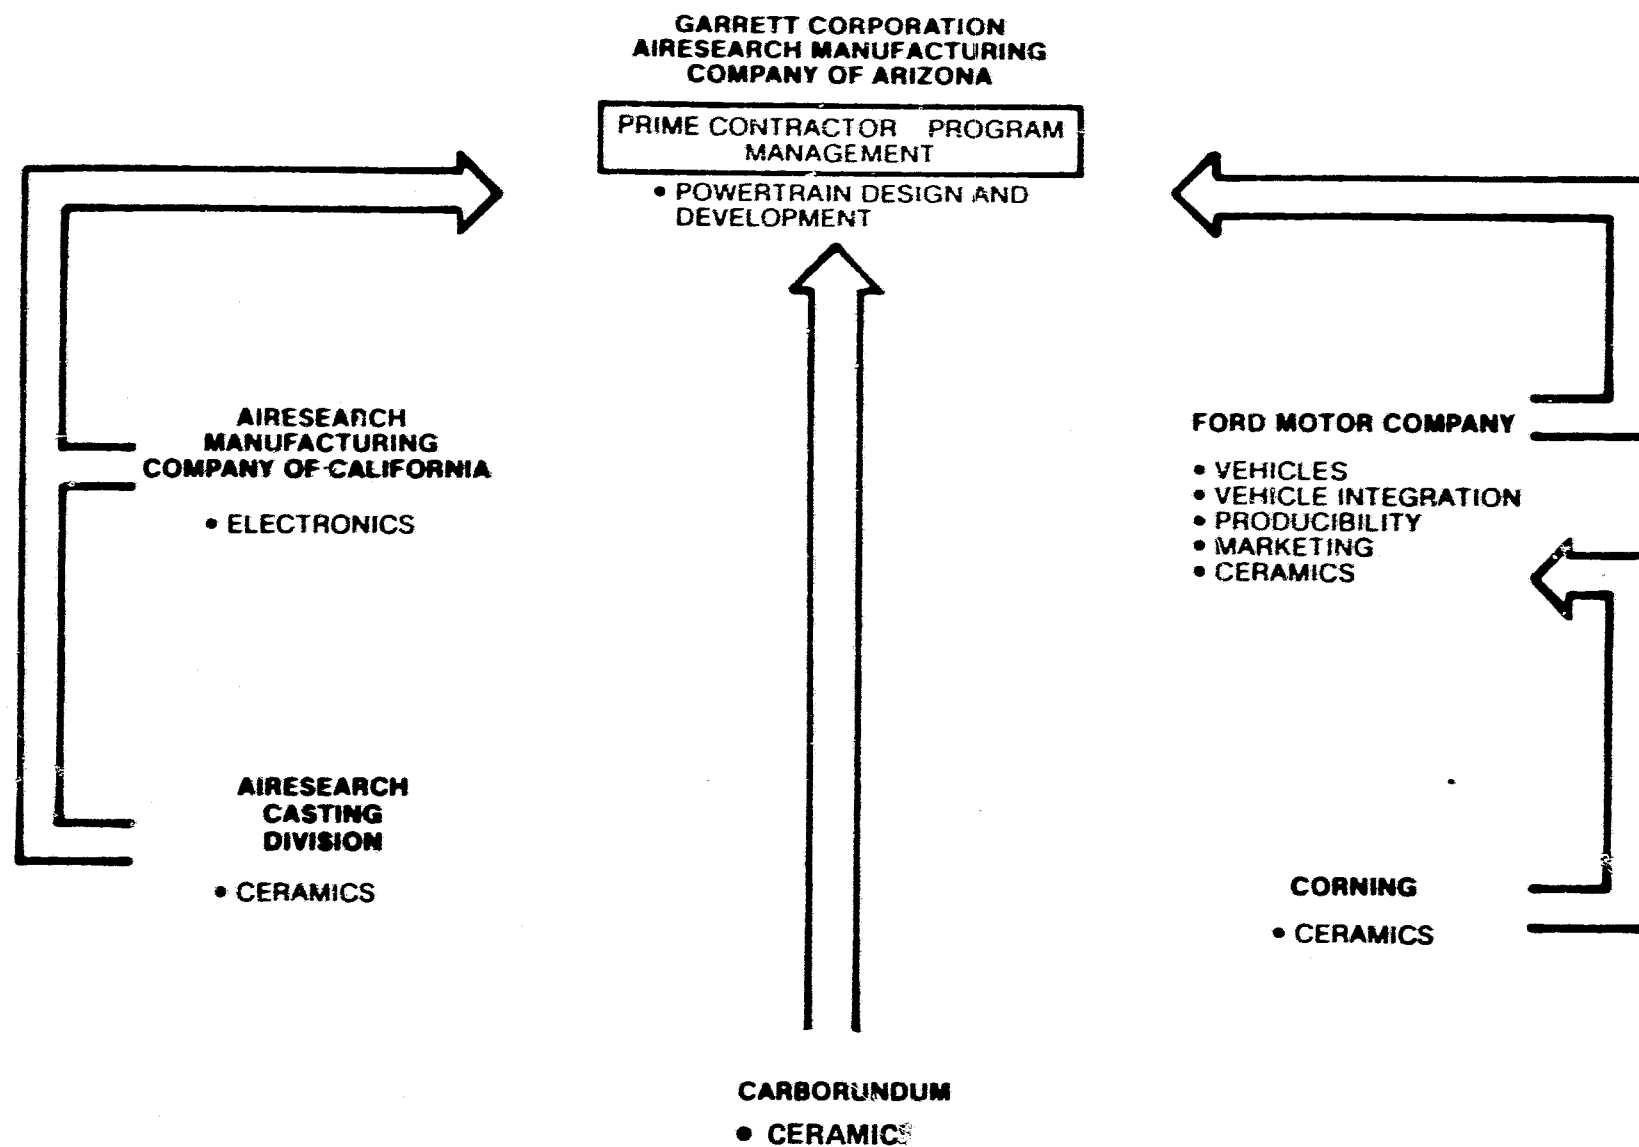 GARRETT CORPORATION
AIRESEARCH MANUFACTURING
COMPANY OF ARIZONA
PRIME CONTRACTOR PROGRAM
MANAGEMENT
• POWERTRAIN DESIGN AND
DEVELOPMENT
AIRESEARCH
MANUFACTURING
COMPANY OF CALIFORNIA
• ELECTRONICS
FORD MOTOR COMPANY
• VEHICLES
• VEHICLE INTEGRATION
• PRODUCIBILITY
• MARKETING
• CERAMICS
AIRESEARCH
CASTING
DIVISION
• CERAMICS
CORNING
• CERAMICS
CARBORUNDUM
• CERAMICS